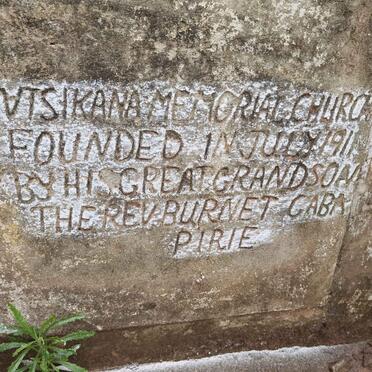 NTSIKANA MEMORIAL CHURCH
FOUNDED IN JULY 1911
BY HIS GREAT GRANDSON
THE REV. BURNET GABA
PIRIE